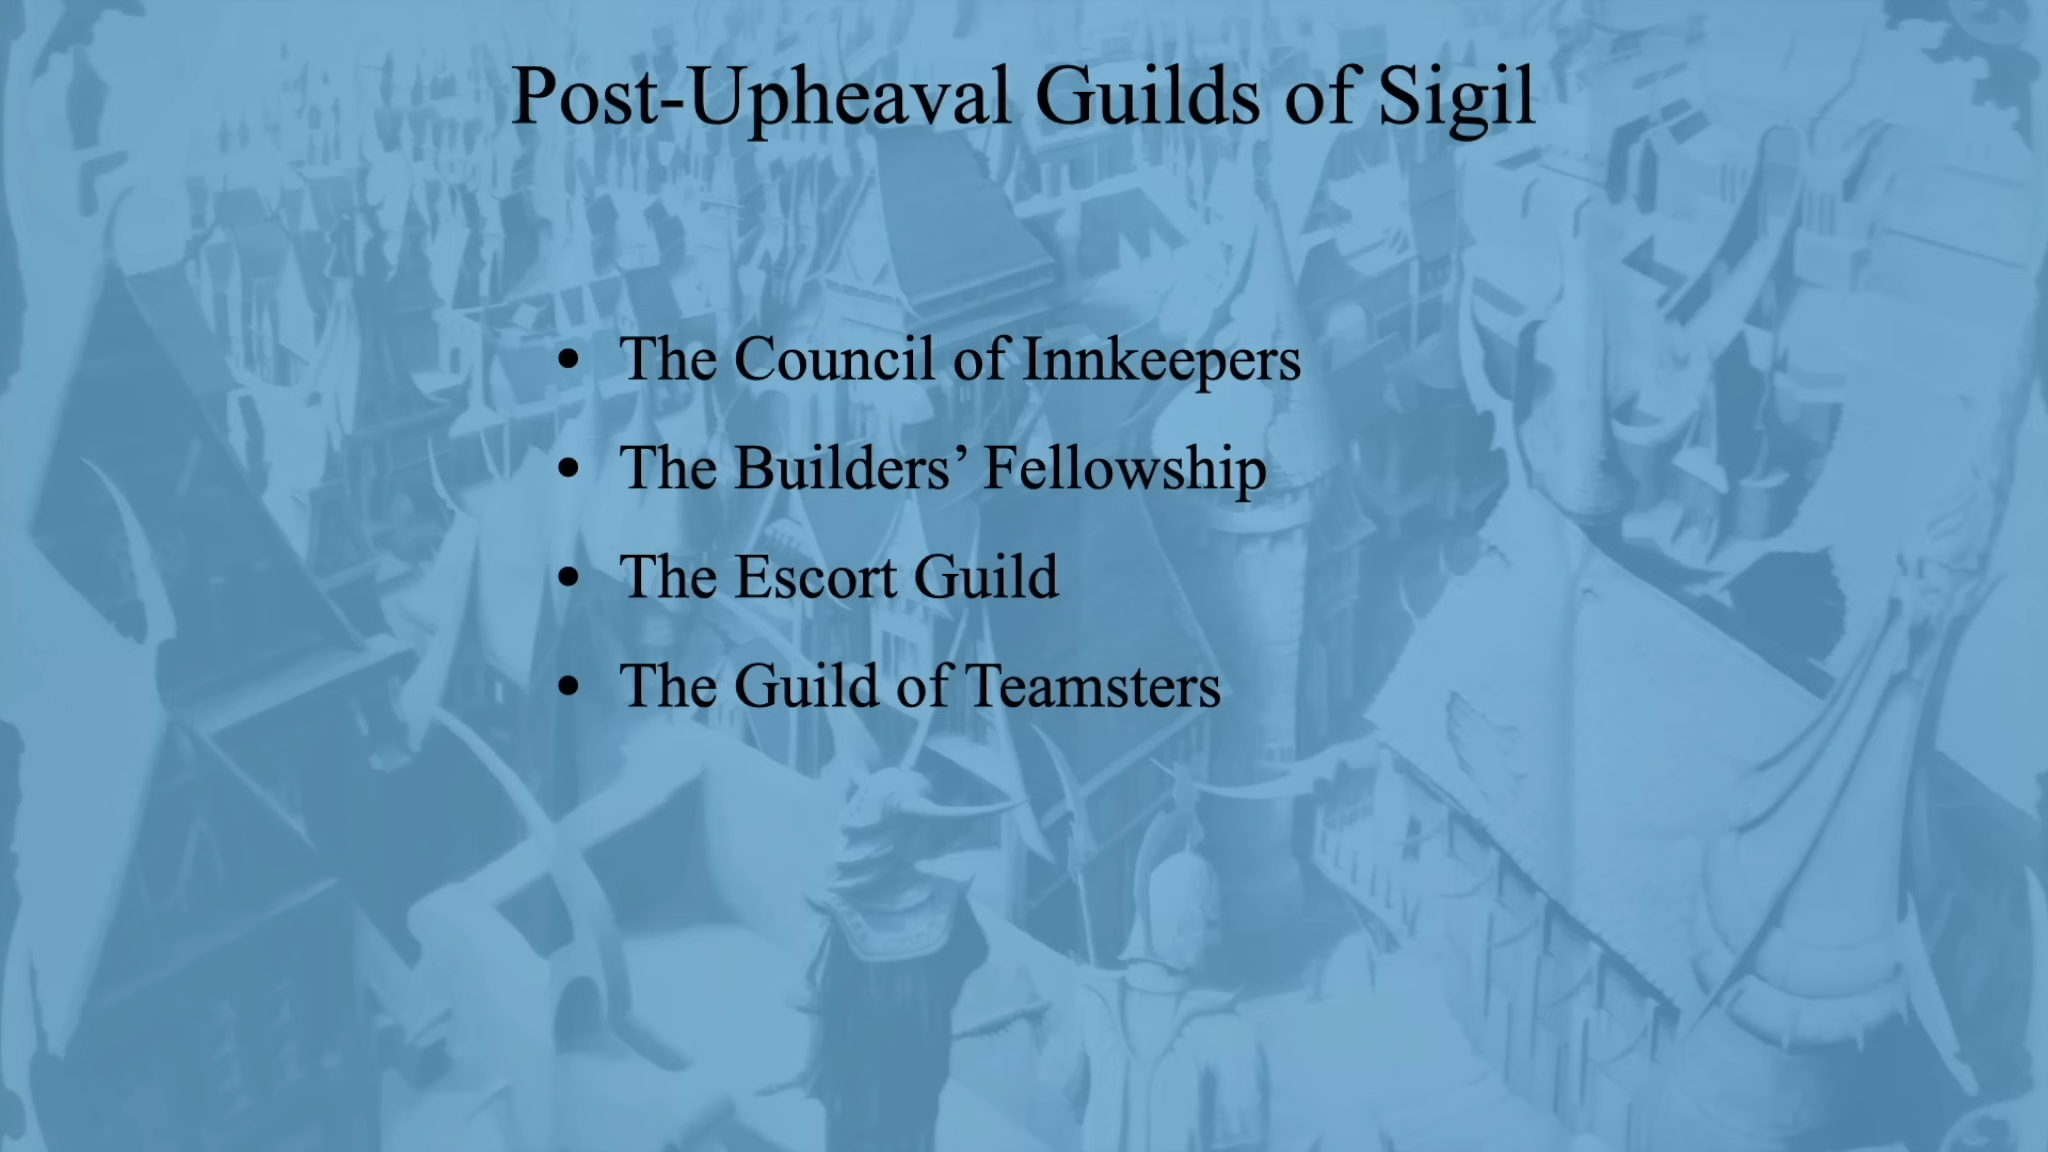 Post-Upheaval Guilds of Sigil
• The Council of Innkeepers
• The Builders’ Fellowship
• The Escort Guild
• The Guild of Teamsters